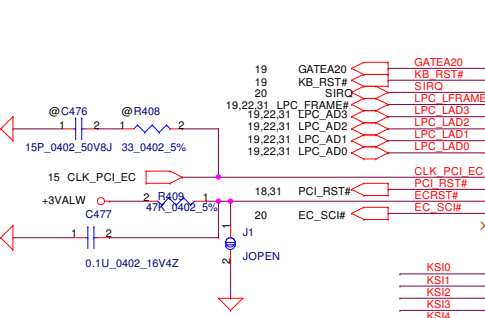 19 GATEA20 GATEA20
19 KB_RST# KB_RST#
20 SIRQ SIRQ
19,22,31 LPC_FRAME# LPC_LFRAME
19,22,31 LPC_AD3 LPC_LAD3
19,22,31 LPC_AD2 LPC_LAD2
19,22,31 LPC_AD1 LPC_LAD1
19,22,31 LPC_AD0 LPC_LAD0
@C476 @R408
1 2 1 2
15P_0402_50V8J 33_0402_5%
15 CLK_PCI_EC CLK_PCI_EC
18,31 PCI_RST# PCI_RST#
+3VALW 2 R409 1 ECRST#
47K_0402_5%
C477
20 EC_SCI# EC_SCI#
1 2
1 J1
2 JOPEN
0.1U_0402_16V4Z
KSI0
KSI1
KSI2
KSI3
KSI4